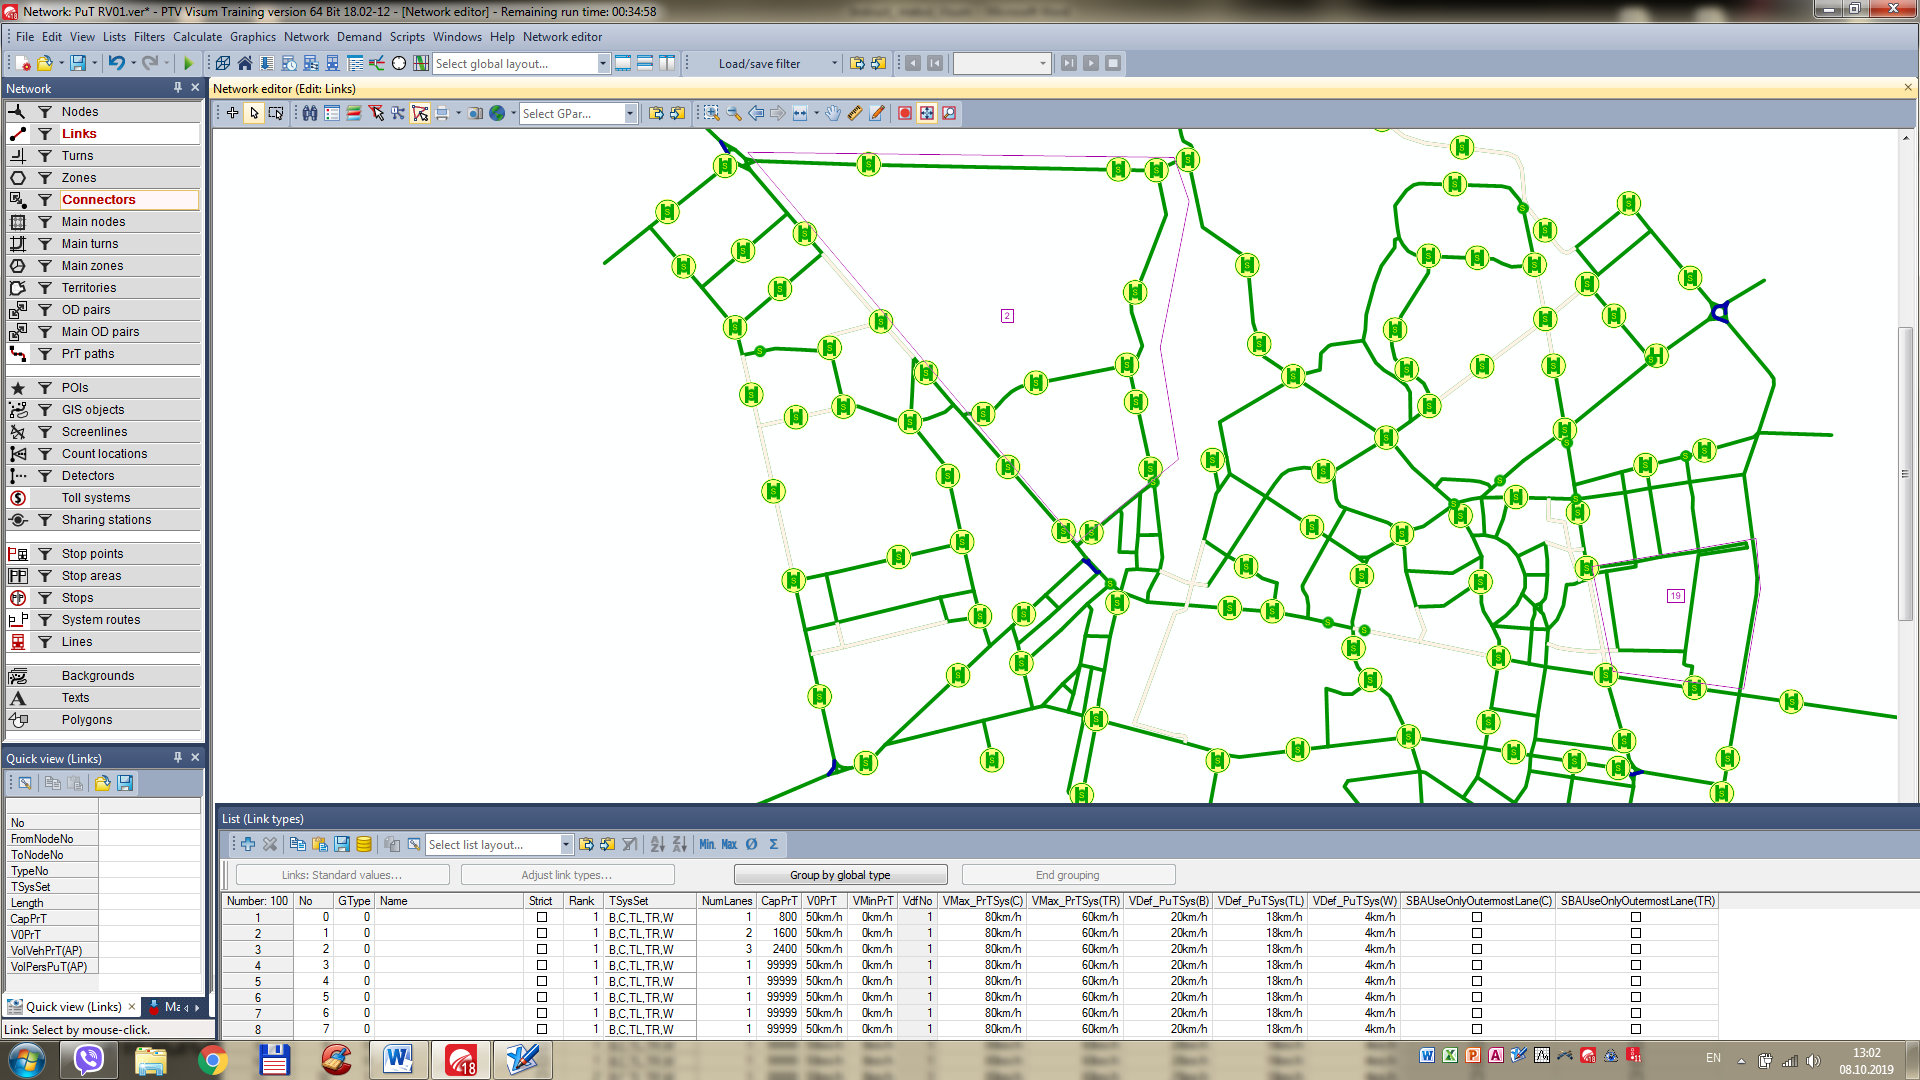 Network: PuT RV01.ver* - PTV Visum Training version 64 Bit 18.02-12 - [Network editor] - Remaining run time: 00:34:58
File Edit View Lists Filters Calculate Graphics Network Demand Scripts Windows Help Network editor
Select global layout... Load/save filter
Network
Network editor (Edit: Links)
Select GPar...
Nodes
Links
Turns
Zones
Connectors
Main nodes
Main turns
Main zones
Territories
OD pairs
Main OD pairs
PrT paths
POIs
GIS objects
Screenlines
Count locations
Detectors
Toll systems
Sharing stations
Stop points
Stop areas
Stops
System routes
Lines
Backgrounds
Texts
Polygons
2
19
Quick view (Links)
No
FromNodeNo
ToNodeNo
TypeNo
TSysSet
Length
CapPrT
V0PrT
VolVehPrT(AP)
VolPersPuT(AP)
Quick view (Links) Ma
Link: Select by mouse-click.
List (Link types)
Select list layout... Min. Max Ø Σ
Links: Standard values... Adjust link types... Group by global type End grouping
Number: 100 No GType Name Strict Rank TSysSet NumLanes CapPrT V0PrT VMinPrT VdfNo VMax_PrTSys(C) VMax_PrTSys(TR) VDef_PuTSys(B) VDef_PuTSys(TL) VDef_PuTSys(W) SBAUseOnlyOutermostLane(C) SBAUseOnlyOutermostLane(TR)
1 0 0 1 B,C,TL,TR,W 1 800 50km/h 0km/h 1 80km/h 60km/h 20km/h 18km/h 4km/h
2 1 0 1 B,C,TL,TR,W 2 1600 50km/h 0km/h 1 80km/h 60km/h 20km/h 18km/h 4km/h
3 2 0 1 B,C,TL,TR,W 3 2400 50km/h 0km/h 1 80km/h 60km/h 20km/h 18km/h 4km/h
4 3 0 1 B,C,TL,TR,W 1 99999 50km/h 0km/h 1 80km/h 60km/h 20km/h 18km/h 4km/h
5 4 0 1 B,C,TL,TR,W 1 99999 50km/h 0km/h 1 80km/h 60km/h 20km/h 18km/h 4km/h
6 5 0 1 B,C,TL,TR,W 1 99999 50km/h 0km/h 1 80km/h 60km/h 20km/h 18km/h 4km/h
7 6 0 1 B,C,TL,TR,W 1 99999 50km/h 0km/h 1 80km/h 60km/h 20km/h 18km/h 4km/h
8 7 0 1 B,C,TL,TR,W 1 99999 50km/h 0km/h 1 80km/h 60km/h 20km/h 18km/h 4km/h
EN
13:02
08.10.2019